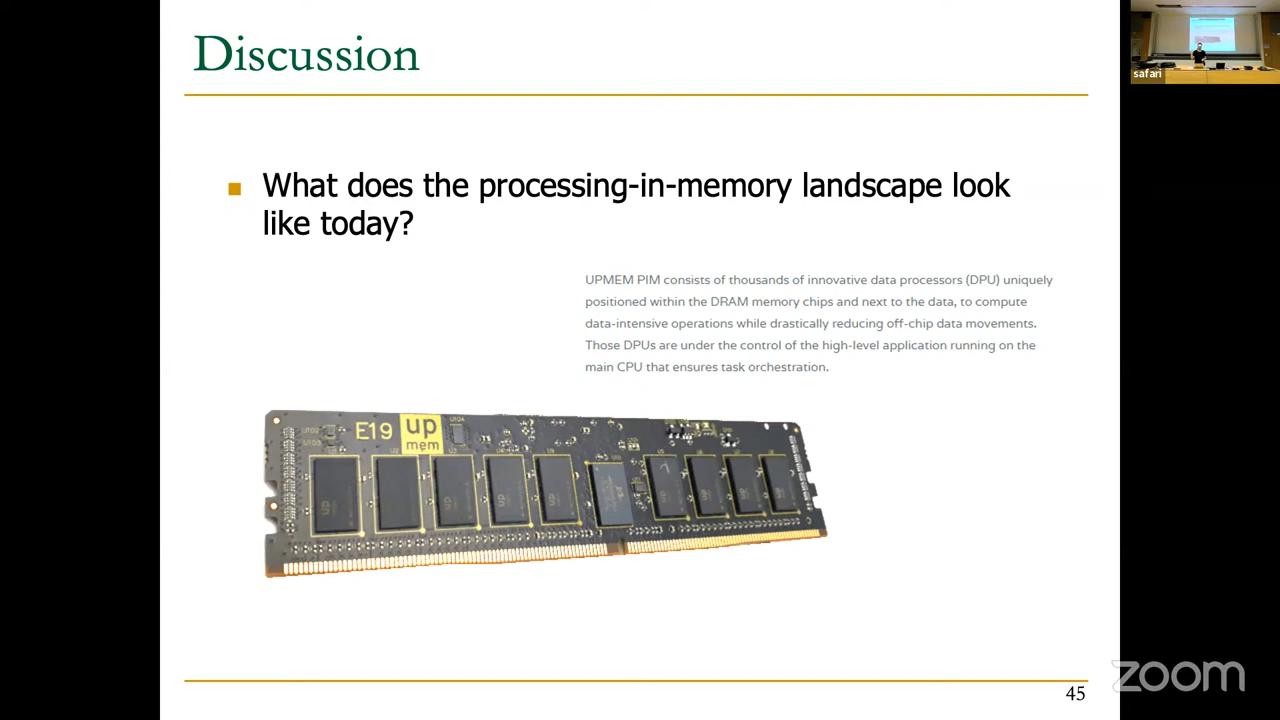 Discussion
safari
What does the processing-in-memory landscape look
like today?
UPMEM PIM consists of thousands of innovative data processors (DPU) uniquely
positioned within the DRAM memory chips and next to the data, to compute
data-intensive operations while drastically reducing off-chip data movements.
Those DPUs are under the control of the high-level application running on the
main CPU that ensures task orchestration.
E19
up
mem
45
zoom